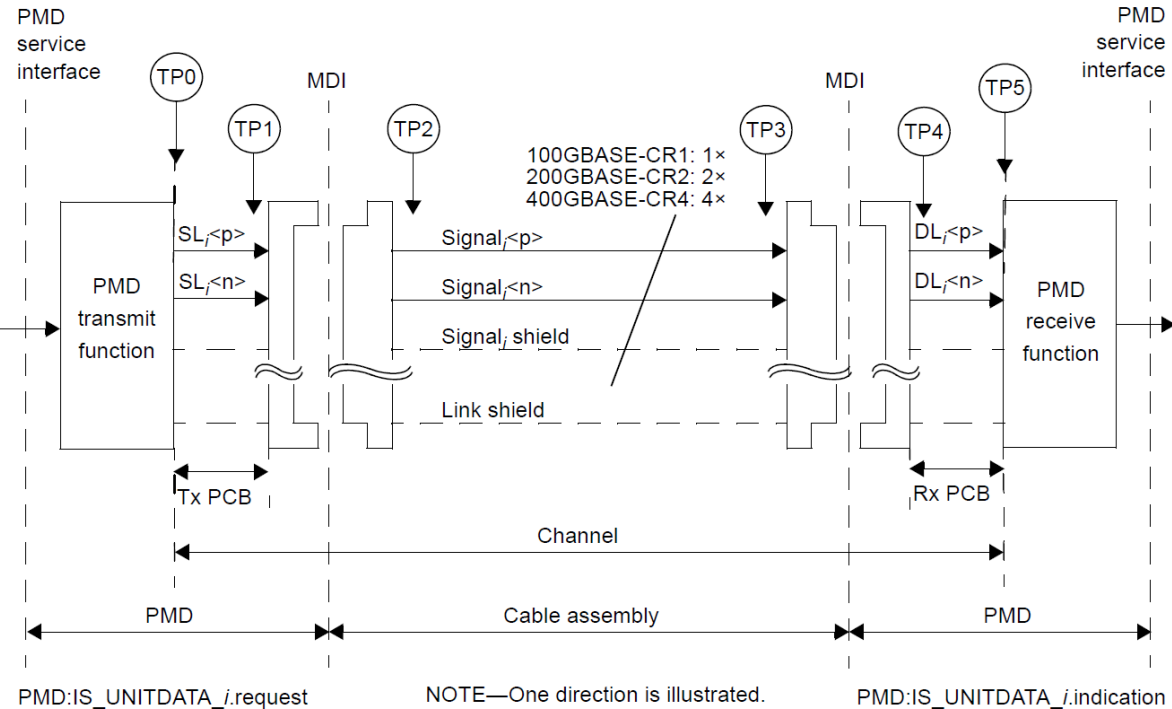 PMD
service
interface
PMD
service
interface
TP0
TP5
MDI
MDI
TP1
TP2
TP3
TP4
100GBASE-CR1: 1×
200GBASE-CR2: 2×
400GBASE-CR4: 4×
SLi<p>
Signali<p>
DLi<p>
SLi<n>
Signali<n>
DLi<n>
PMD
transmit
function
Signali shield
PMD
receive
function
Link shield
Tx PCB
Rx PCB
Channel
PMD
Cable assembly
PMD
PMD:IS_UNITDATA_i.request
NOTE—One direction is illustrated.
PMD:IS_UNITDATA_i.indication